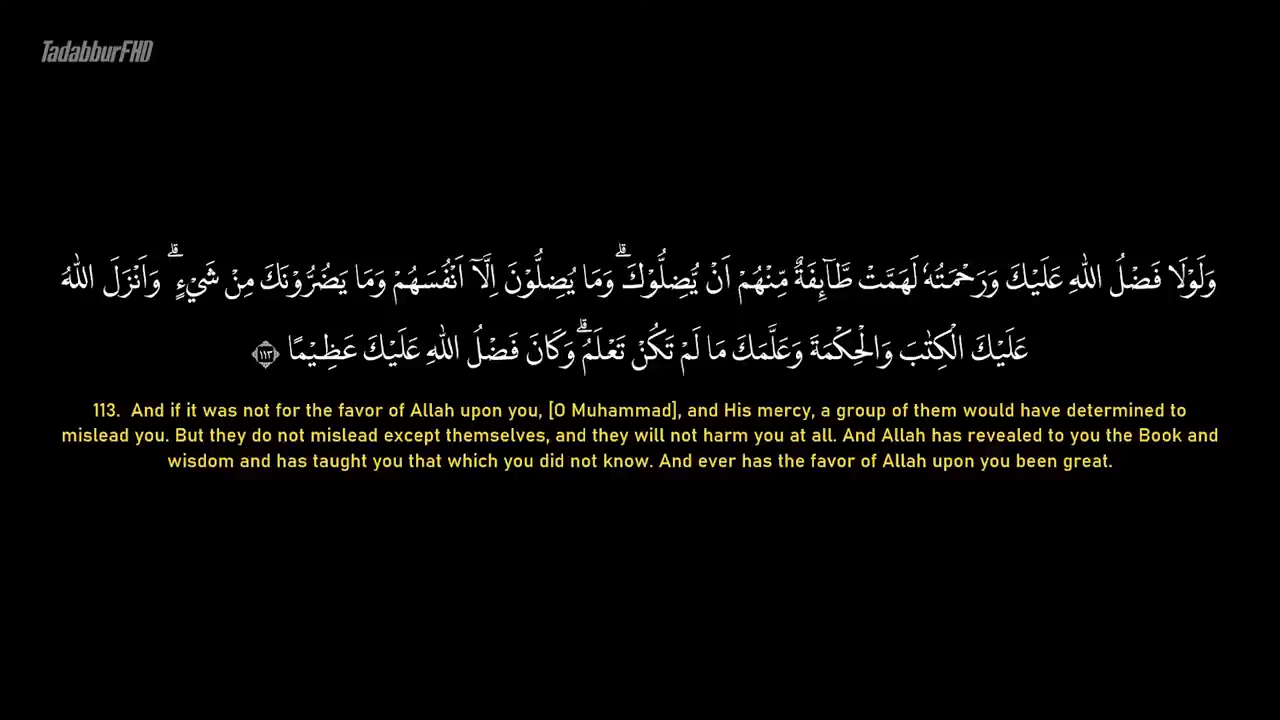 TadabburFHD
وَلَوْلَا فَضْلُ اللّٰهِ عَلَيْكَ وَرَحْمَتُهٗ لَهَمَّتْ طَّاۤىِٕفَةٌ مِّنْهُمْ اَنْ يُّضِلُّوْكَۗ وَمَا يُضِلُّوْنَ اِلَّآ اَنْفُسَهُمْ وَمَا يَضُرُّوْنَكَ مِنْ شَيْءٍ ۗ وَاَنْزَلَ اللّٰهُ
عَلَيْكَ الْكِتٰبَ وَالْحِكْمَةَ وَعَلَّمَكَ مَا لَمْ تَكُنْ تَعْلَمُۗ وَكَانَ فَضْلُ اللّٰهِ عَلَيْكَ عَظِيْمًا ١١٣
113. And if it was not for the favor of Allah upon you, [O Muhammad], and His mercy, a group of them would have determined to
mislead you. But they do not mislead except themselves, and they will not harm you at all. And Allah has revealed to you the Book and
wisdom and has taught you that which you did not know. And ever has the favor of Allah upon you been great.